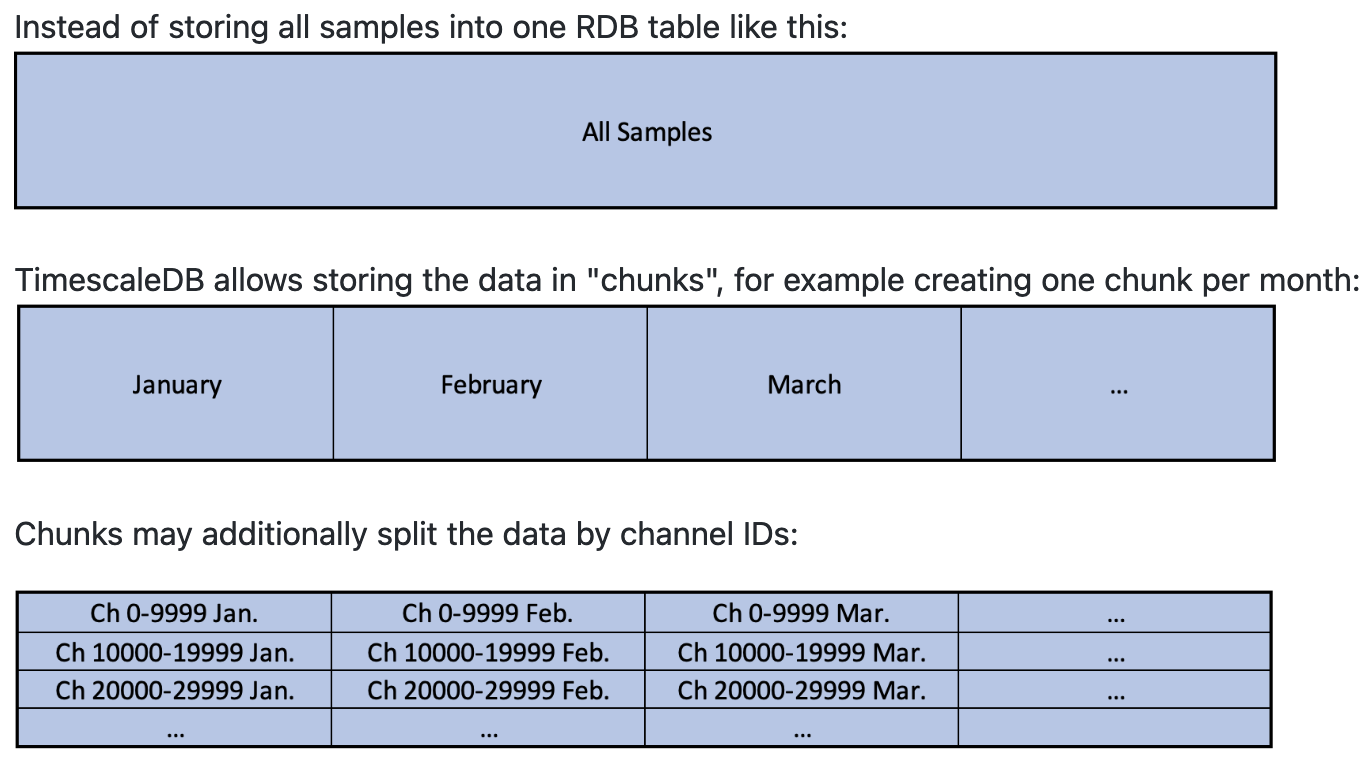 Instead of storing all samples into one RDB table like this:
All Samples
TimescaleDB allows storing the data in "chunks", for example creating one chunk per month:
January February March ...
Chunks may additionally split the data by channel IDs:
Ch 0-9999 Jan. Ch 0-9999 Feb. Ch 0-9999 Mar. ...
Ch 10000-19999 Jan. Ch 10000-19999 Feb. Ch 10000-19999 Mar. ...
Ch 20000-29999 Jan. Ch 20000-29999 Feb. Ch 20000-29999 Mar. ...
... ... ...